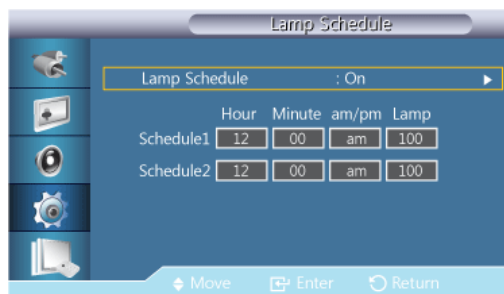 Lamp Schedule
Lamp Schedule : On
Hour Minute am/pm Lamp
Schedule1 12 00 am 100
Schedule2 12 00 am 100
Move Enter Return